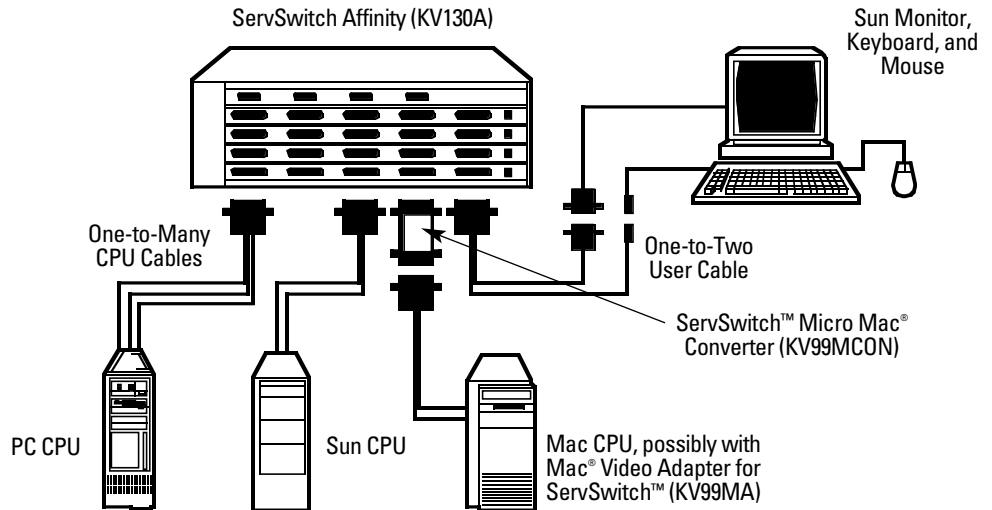 ServSwitch Affinity (KV130A)
Sun Monitor,
Keyboard, and
Mouse
One-to-Many
CPU Cables
One-to-Two
User Cable
ServSwitch™ Micro Mac®
Converter (KV99MCON)
PC CPU
Sun CPU
Mac CPU, possibly with
Mac® Video Adapter for
ServSwitch™ (KV99MA)